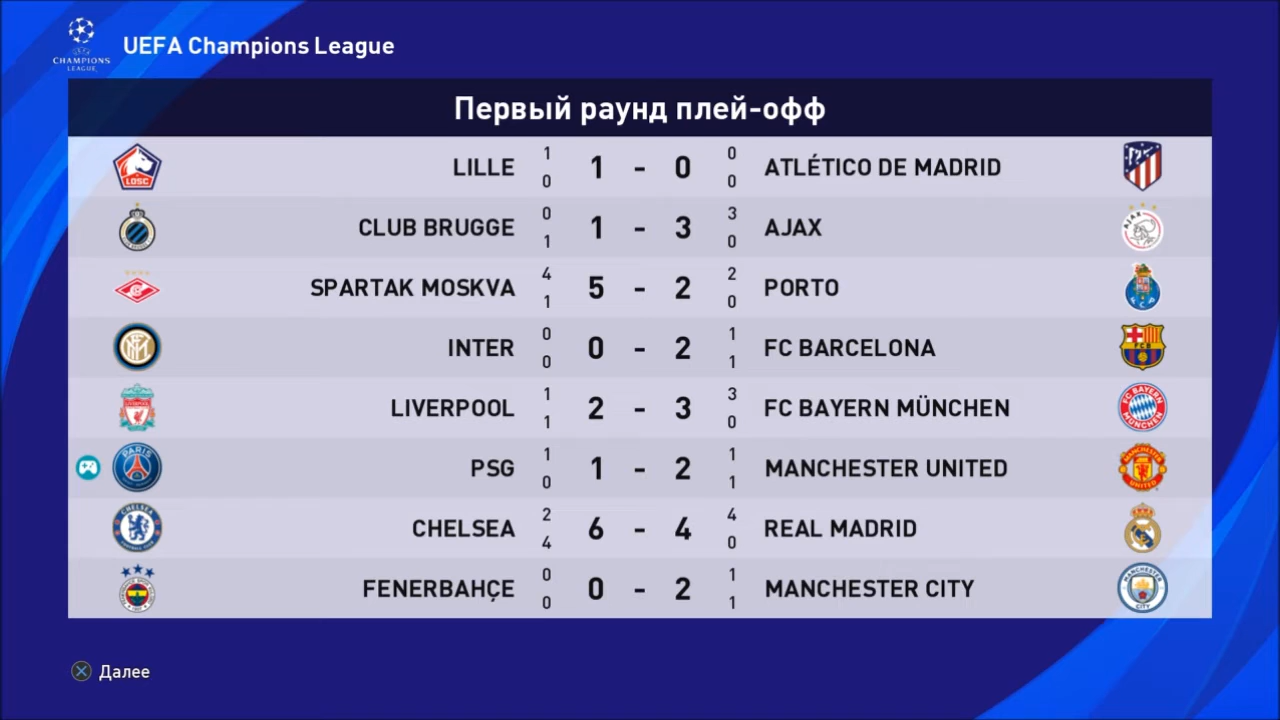 CHAMPIONS
LEAGUE
UEFA Champions League
Первый раунд плей-офф
LILLE 1 0 1 - 0 0 0 ATLÉTICO DE MADRID
CLUB BRUGGE 0 1 1 - 3 3 0 AJAX
SPARTAK MOSKVA 4 1 5 - 2 2 0 PORTO
INTER 0 0 0 - 2 1 1 FC BARCELONA
LIVERPOOL 1 1 2 - 3 3 0 FC BAYERN MÜNCHEN
PSG 1 0 1 - 2 1 1 MANCHESTER UNITED
CHELSEA 2 4 6 - 4 4 0 REAL MADRID
FENERBAHÇE 0 0 0 - 2 1 1 MANCHESTER CITY
Далее